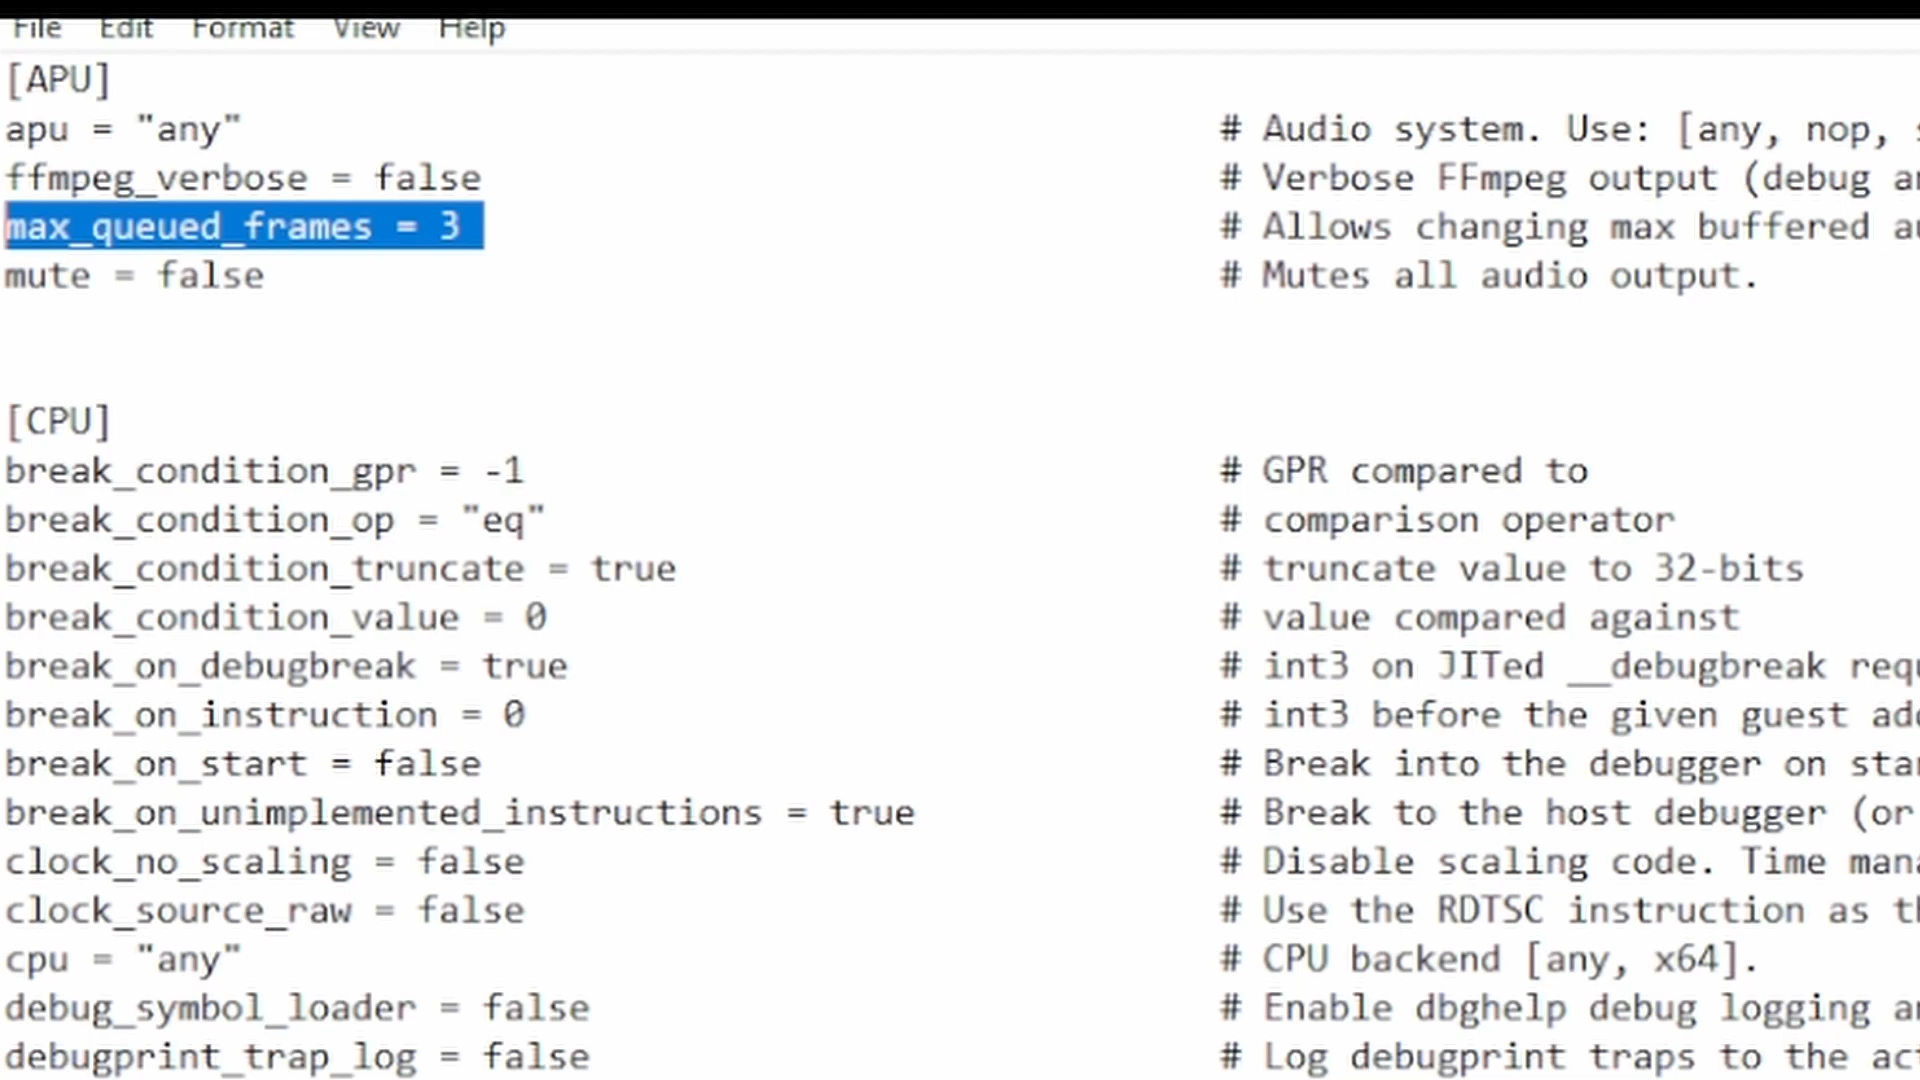 File Edit Format View Help
[APU]
apu = "any" # Audio system. Use: [any, nop,
ffmpeg_verbose = false # Verbose FFmpeg output (debug
max_queued_frames = 3 # Allows changing max buffered
mute = false # Mutes all audio output.
[CPU]
break_condition_gpr = -1 # GPR compared to
break_condition_op = "eq" # comparison operator
break_condition_truncate = true # truncate value to 32-bits
break_condition_value = 0 # value compared against
break_on_debugbreak = true # int3 on JITed __debugbreak
break_on_instruction = 0 # int3 before the given guest
break_on_start = false # Break into the debugger on
break_on_unimplemented_instructions = true # Break to the host debugger (or
clock_no_scaling = false # Disable scaling code. Time
clock_source_raw = false # Use the RDTSC instruction as
cpu = "any" # CPU backend [any, x64].
debug_symbol_loader = false # Enable dbghelp debug logging
debugprint_trap_log = false # Log debugprint traps to the